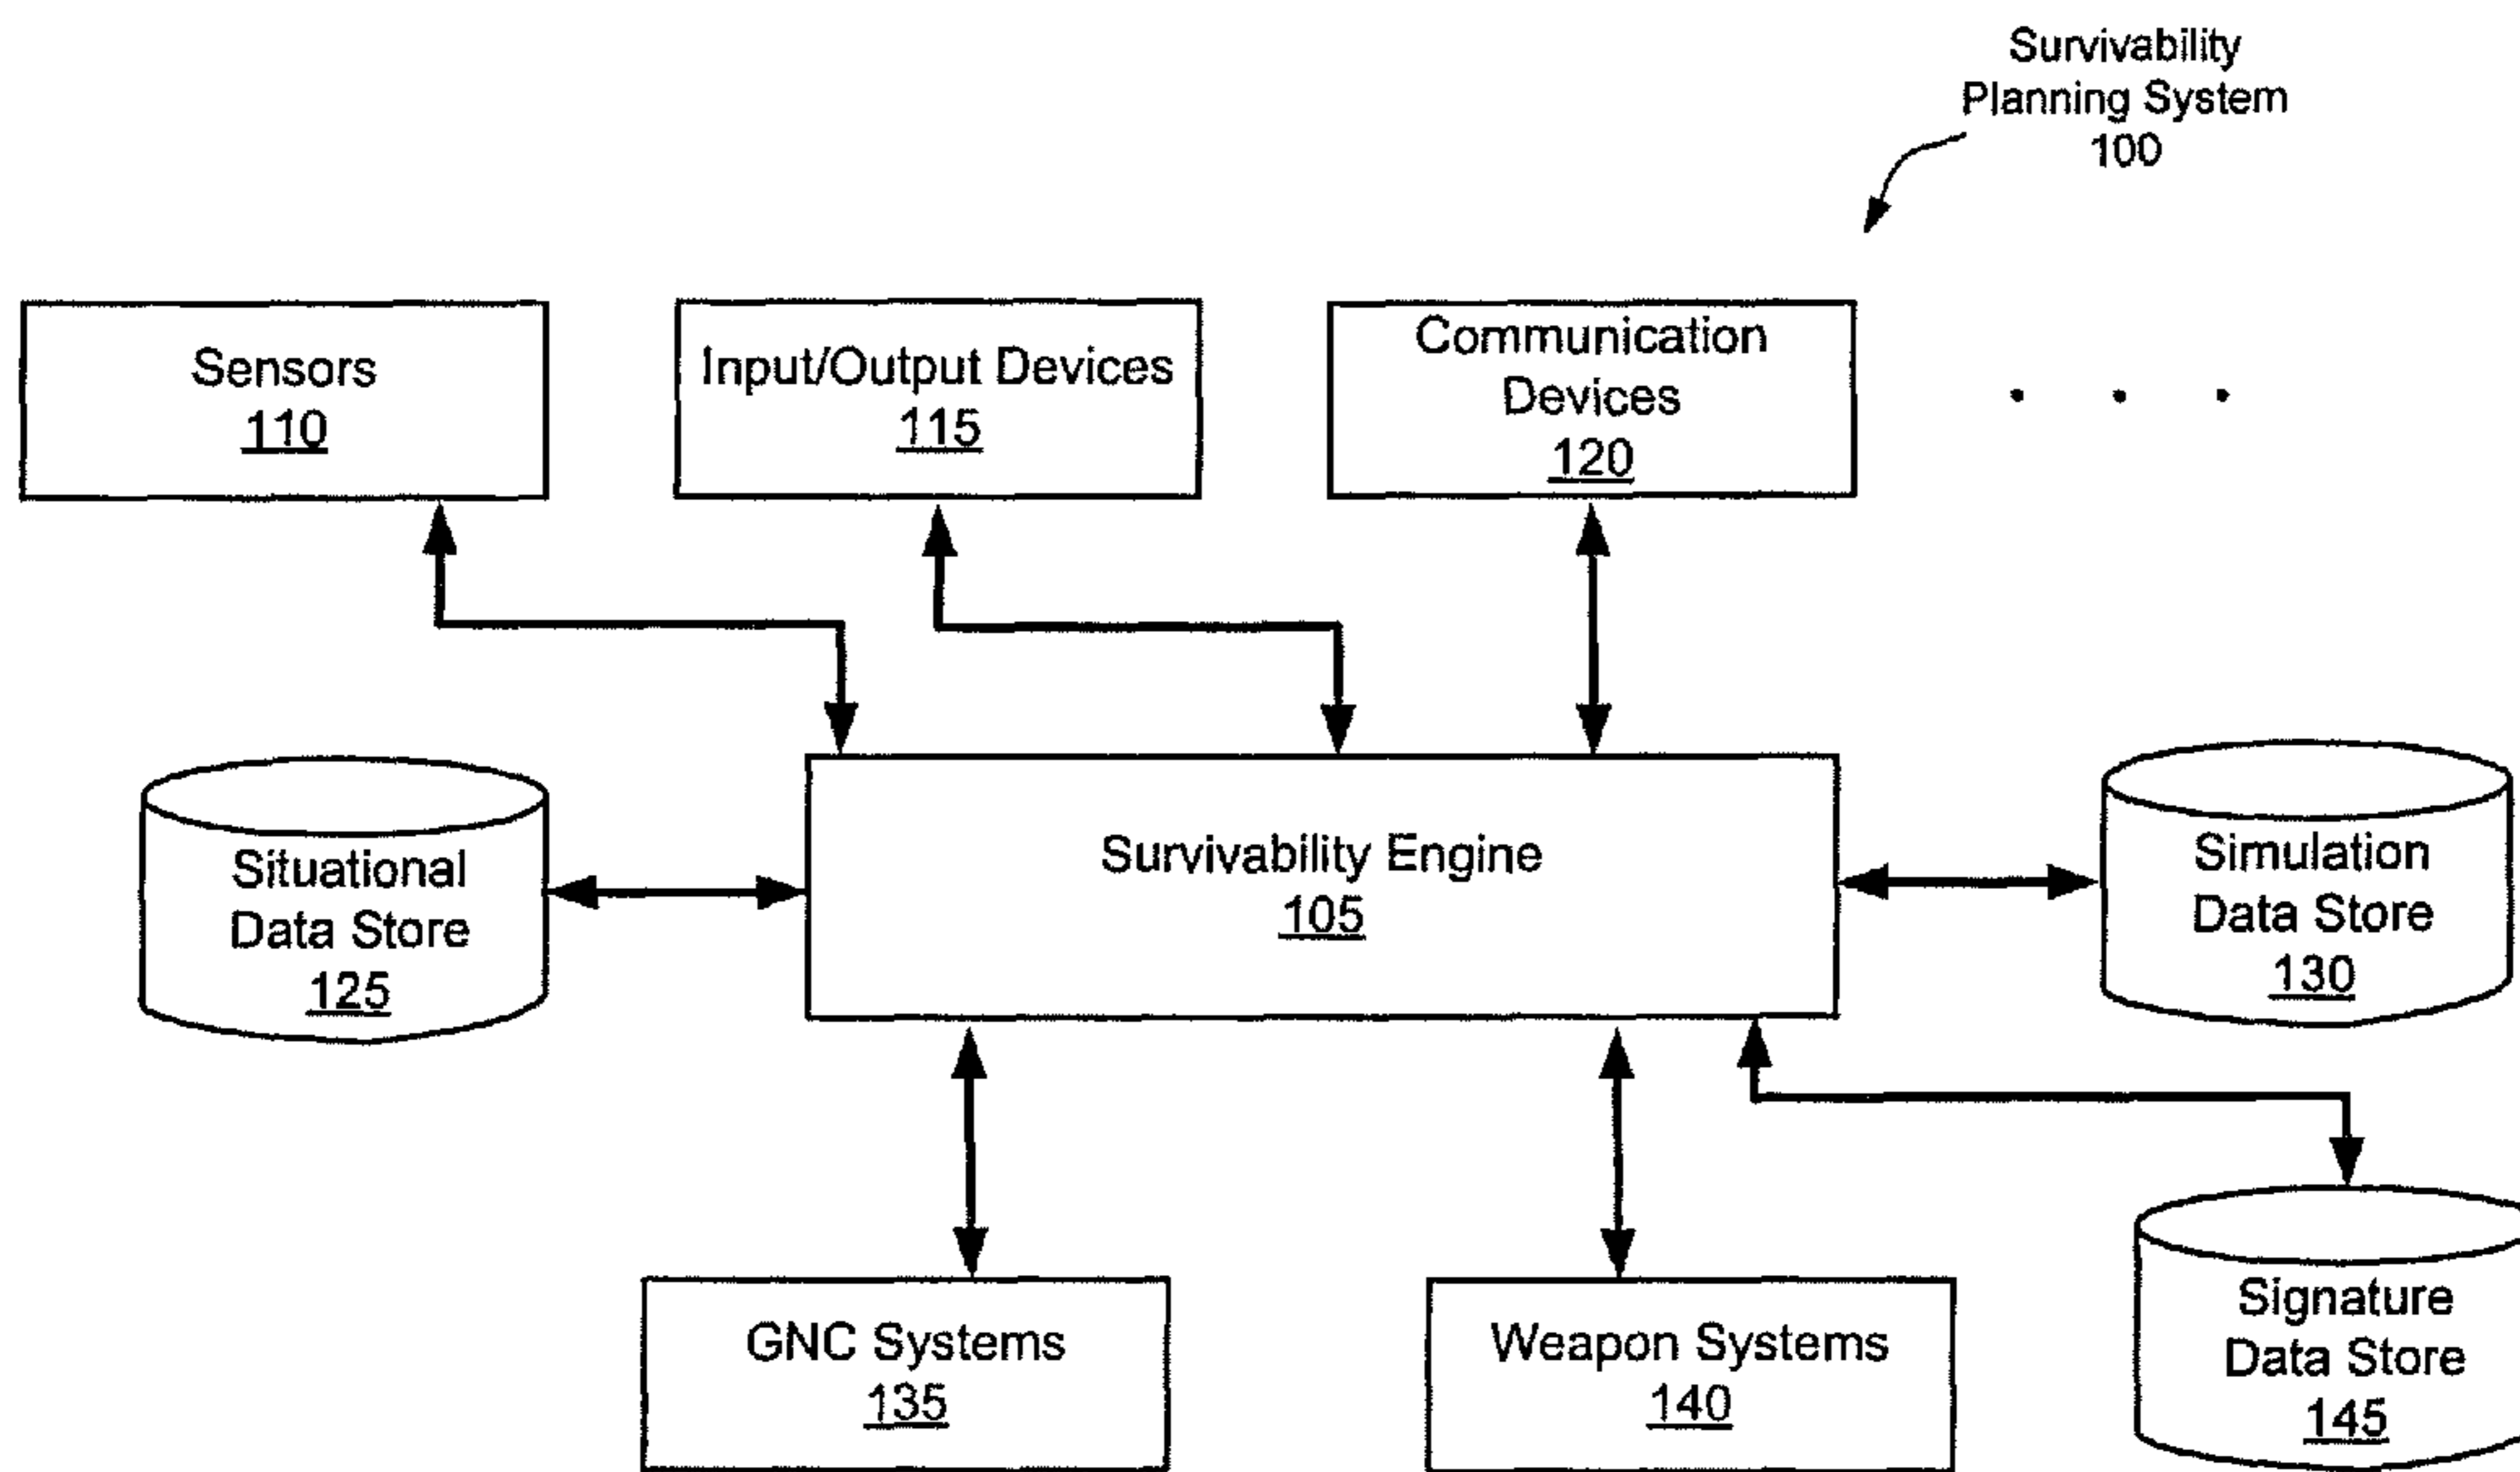 Survivability
Planning System
100
Sensors
110
Input/Output Devices
115
Communication
Devices
120
Situational
Data Store
125
Survivability Engine
105
Simulation
Data Store
130
GNC Systems
135
Weapon Systems
140
Signature
Data Store
145